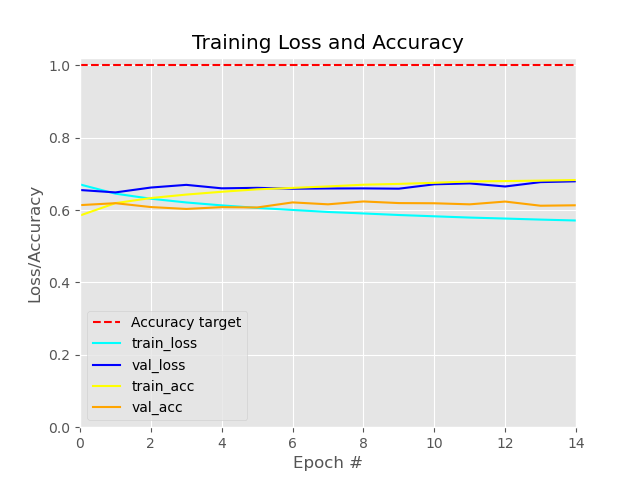 Training Loss and Accuracy
Loss/Accuracy
1.0
0.8
0.6
0.4
0.2
0.0
Accuracy target
train_loss
val_loss
train_acc
val_acc
0 2 4 6 8 10 12 14
Epoch #